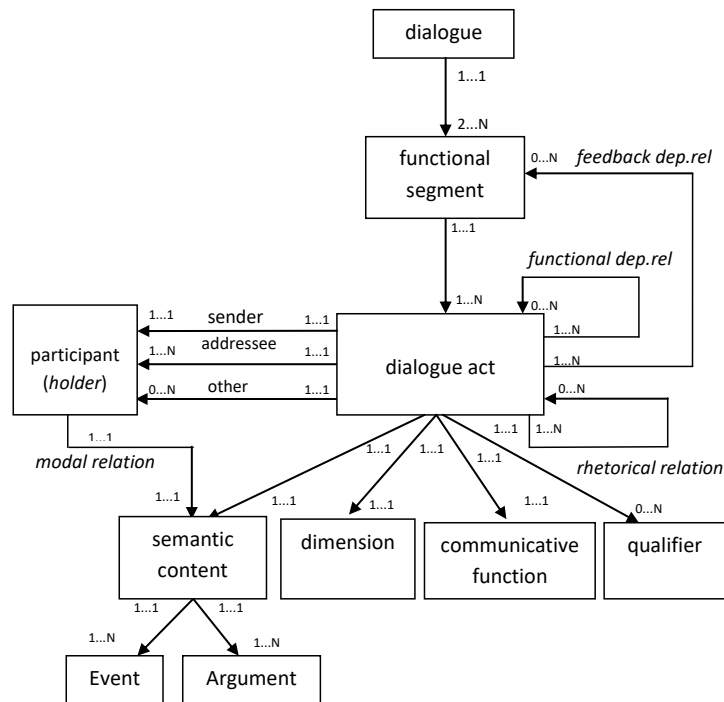 dialogue
1...1
2...N
functional
segment
0...N
feedback dep.rel
1...1
functional dep.rel
1...N
0...N
1...1
sender
1...1
1...N
1...N
addressee
1...1
participant
(holder)
dialogue act
1...N
0...N
0...N
other
1...1
1...1
modal relation
1...1
1...1
1...1
1...1
1...N
rhetorical relation
1...1
1...1
1...1
1...1
0...N
semantic
content
dimension
communicative
function
qualifier
1...1
1...1
1...N
1...N
Event
Argument